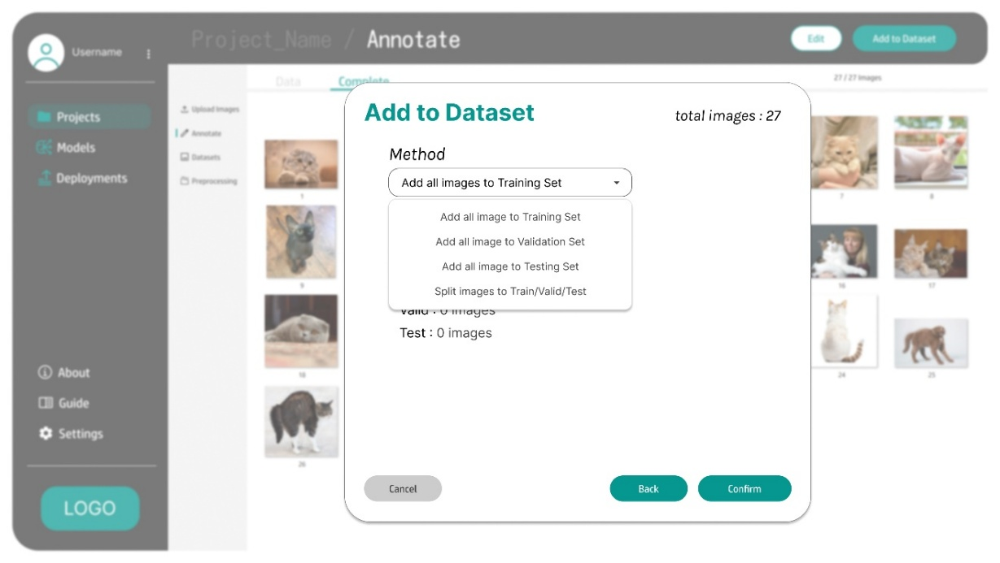 Username
Project_Name / Annotate
Edit
Add to Dataset
Projects
Models
Deployments
About
Guide
Settings
LOGO
Upload Images
Annotate
Datasets
Preprocessing
Data
Complete
27 / 27 Images
Add to Dataset
total images : 27
Method
Add all images to Training Set
Add all image to Training Set
Add all image to Validation Set
Add all image to Testing Set
Split images to Train/Valid/Test
Valid : 0 images
Test : 0 images
Cancel
Back
Confirm
1
7
8
9
16
17
18
24
25
26